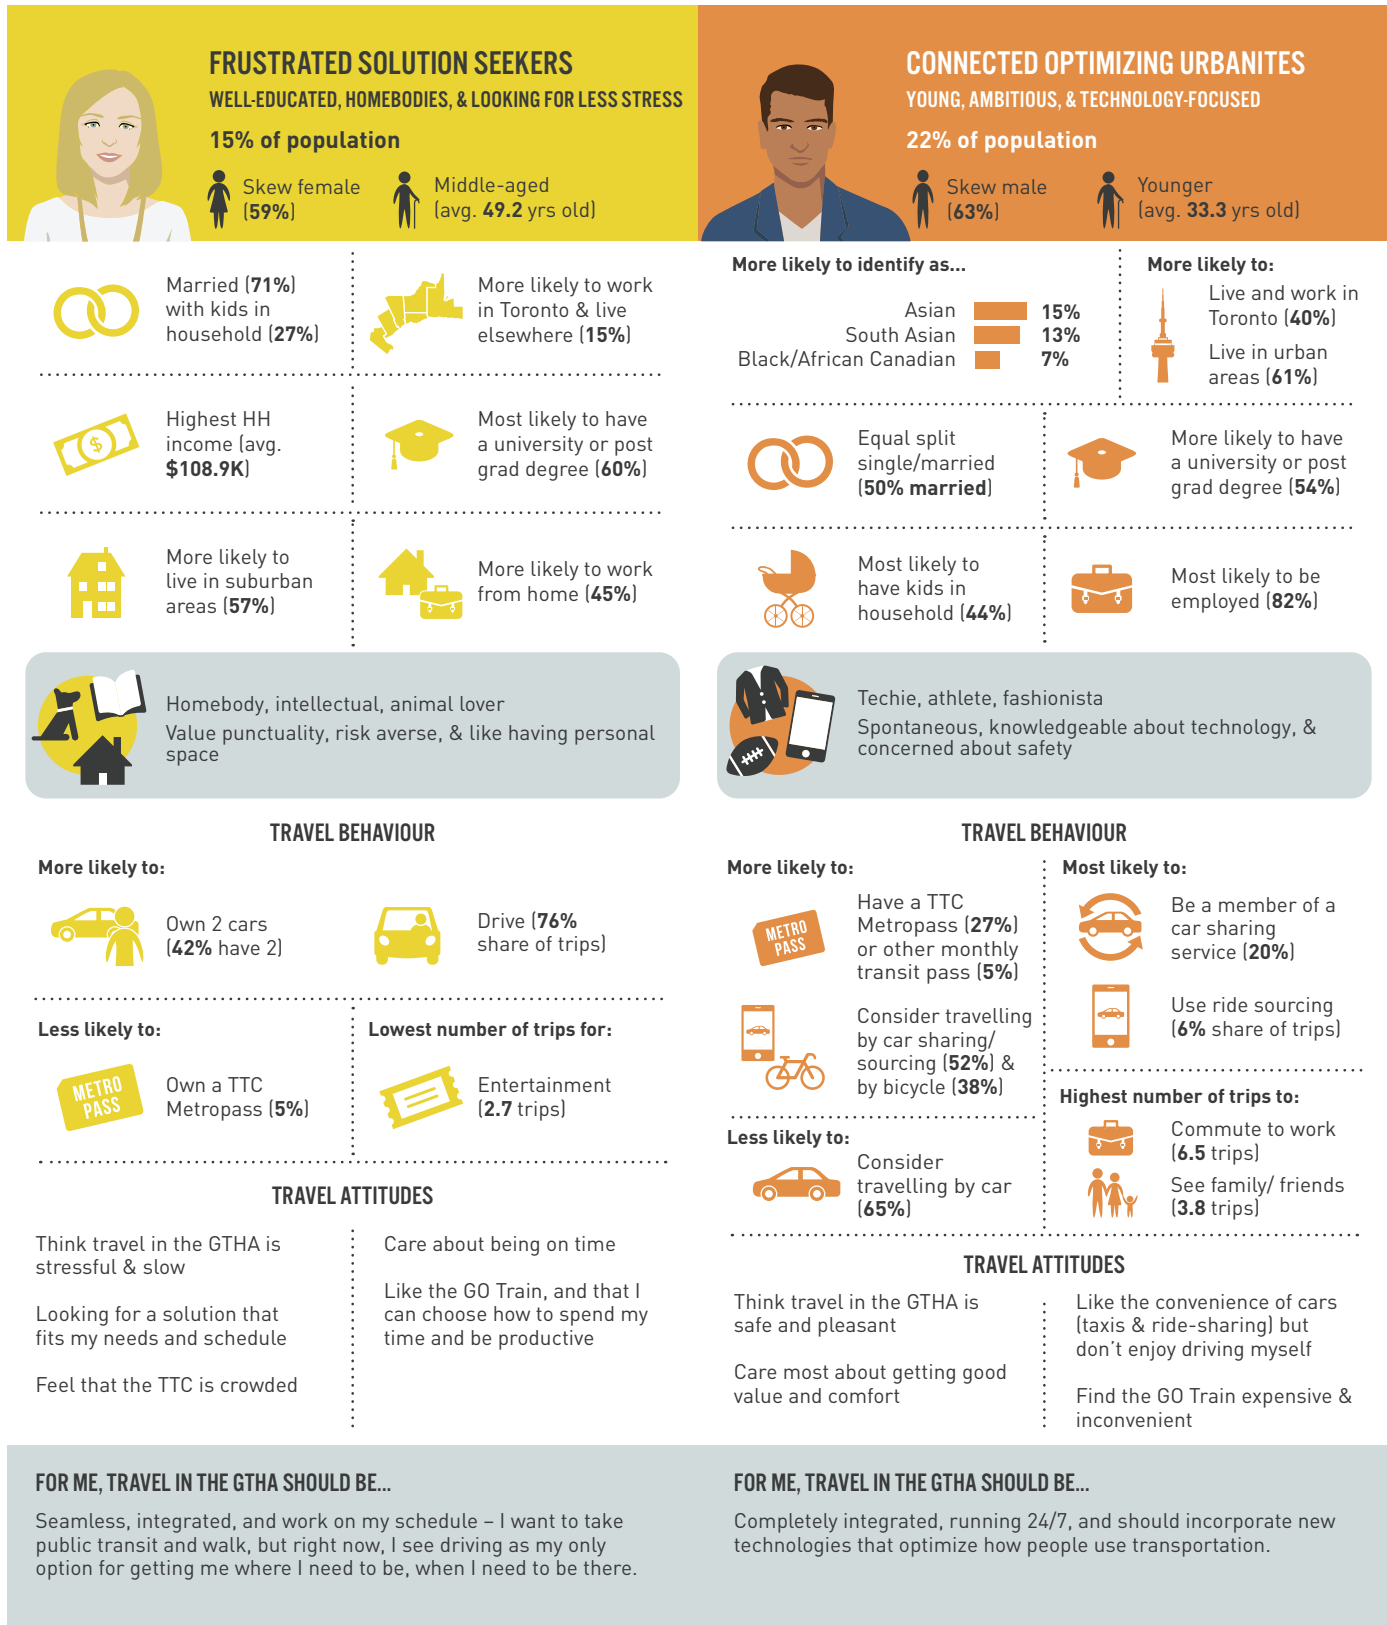 FRUSTRATED SOLUTION SEEKERS
WELL-EDUCATED, HOMEBODIES, & LOOKING FOR LESS STRESS
15% of population
Skew female
(59%)
Middle-aged
(avg. 49.2 yrs old)
Married (71%)
with kids in
household (27%)
More likely to work
in Toronto & live
elsewhere (15%)
Highest HH
income (avg.
$108.9K)
$
Most likely to have
a university or post
grad degree (60%)
More likely to
live in suburban
areas (57%)
More likely to work
from home (45%)
Homebody, intellectual, animal lover
Value punctuality, risk averse, & like having personal
space
TRAVEL BEHAVIOUR
More likely to:
Own 2 cars
(42% have 2)
Drive (76%
share of trips)
Less likely to:
METRO
PASS
Own a TTC
Metropass (5%)
Lowest number of trips for:
Entertainment
(2.7 trips)
TRAVEL ATTITUDES
Think travel in the GTHA is
stressful & slow
Looking for a solution that
fits my needs and schedule
Feel that the TTC is crowded
Care about being on time
Like the GO Train, and that I
can choose how to spend my
time and be productive
FOR ME, TRAVEL IN THE GTHA SHOULD BE...
Seamless, integrated, and work on my schedule – I want to take
public transit and walk, but right now, I see driving as my only
option for getting me where I need to be, when I need to be there.
CONNECTED OPTIMIZING URBANITES
YOUNG, AMBITIOUS, & TECHNOLOGY-FOCUSED
22% of population
Skew male
(63%)
Younger
(avg. 33.3 yrs old)
More likely to identify as...
Asian 15%
South Asian 13%
Black/African Canadian 7%
More likely to:
Live and work in
Toronto (40%)
Live in urban
areas (61%)
Equal split
single/married
(50% married)
More likely to have
a university or post
grad degree (54%)
Most likely to
have kids in
household (44%)
Most likely to be
employed (82%)
Techie, athlete, fashionista
Spontaneous, knowledgeable about technology, &
concerned about safety
TRAVEL BEHAVIOUR
More likely to:
METRO
PASS
Have a TTC
Metropass (27%)
or other monthly
transit pass (5%)
Consider travelling
by car sharing/
sourcing (52%) &
by bicycle (38%)
Less likely to:
Consider
travelling by car
(65%)
Most likely to:
Be a member of a
car sharing
service (20%)
Use ride sourcing
(6% share of trips)
Highest number of trips to:
Commute to work
(6.5 trips)
See family/ friends
(3.8 trips)
TRAVEL ATTITUDES
Think travel in the GTHA is
safe and pleasant
Care most about getting good
value and comfort
Like the convenience of cars
(taxis & ride-sharing) but
don't enjoy driving myself
Find the GO Train expensive &
inconvenient
FOR ME, TRAVEL IN THE GTHA SHOULD BE...
Completely integrated, running 24/7, and should incorporate new
technologies that optimize how people use transportation.